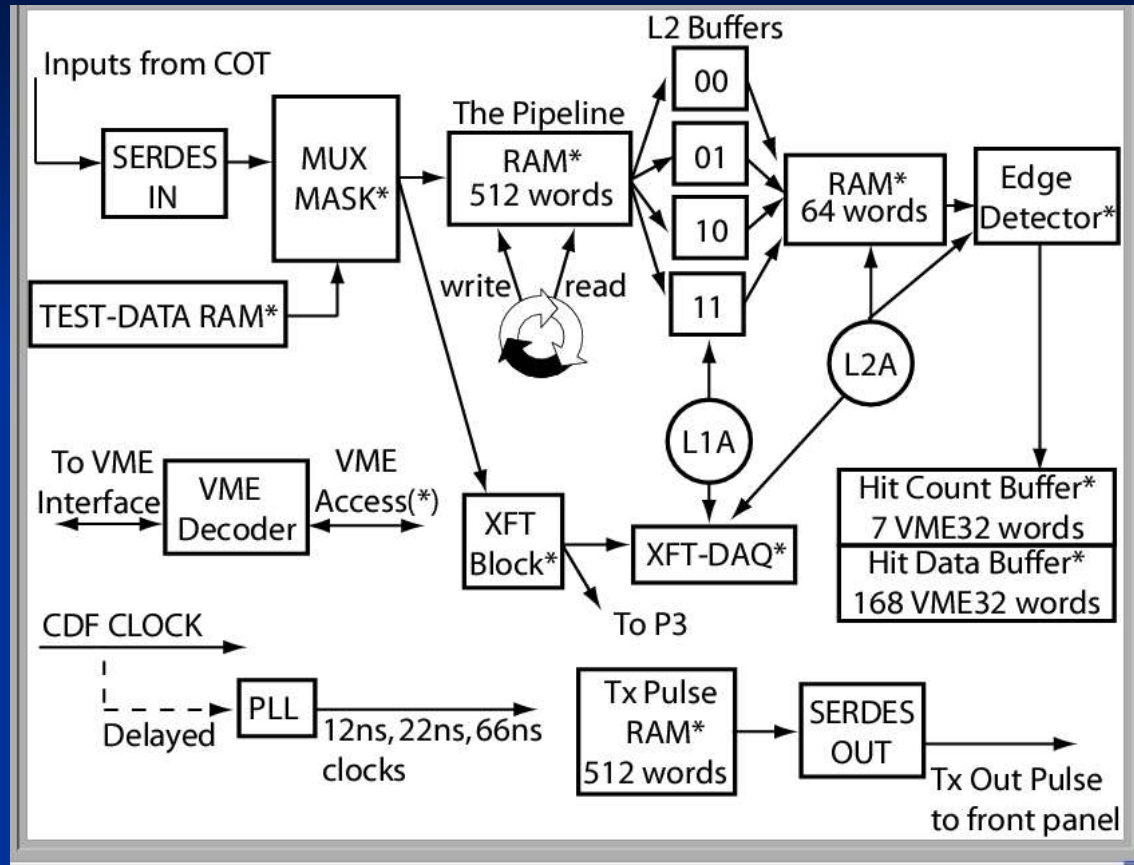 L2 Buffers
Inputs from COT
00
The Pipeline
SERDES
IN
MUX
MASK*
RAM*
512 words
01
10
11
RAM*
64 words
Edge
Detector*
write
read
TEST-DATA RAM*
L2A
L1A
To VME
Interface
VME
Decoder
VME
Access(*)
XFT
Block*
XFT-DAQ*
Hit Count Buffer*
7 VME32 words
Hit Data Buffer*
168 VME32 words
To P3
CDF CLOCK
Delayed
PLL
12ns, 22ns, 66ns
clocks
Tx Pulse
RAM*
512 words
SERDES
OUT
Tx Out Pulse
to front panel